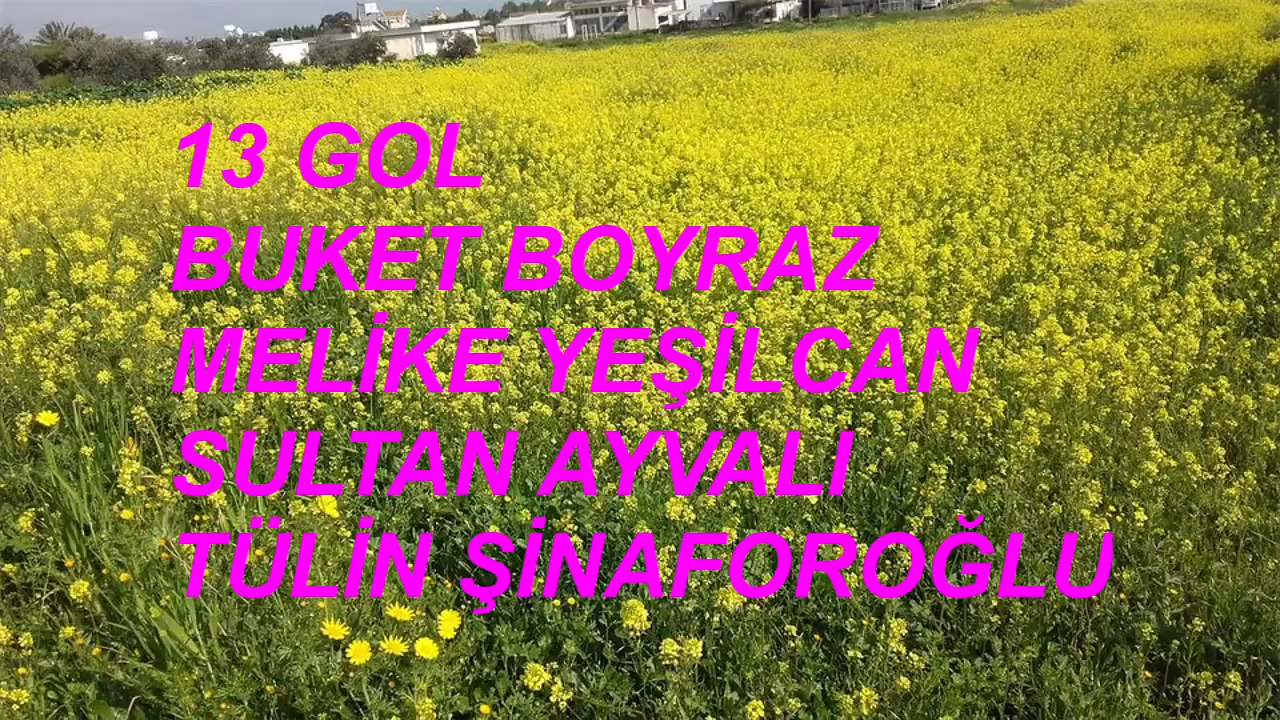 13 GOL
BUKET BOYRAZ
MELİKE YEŞİLCAN
SULTAN AYVALI
TÜLİN ŞİNAFOROĞLU